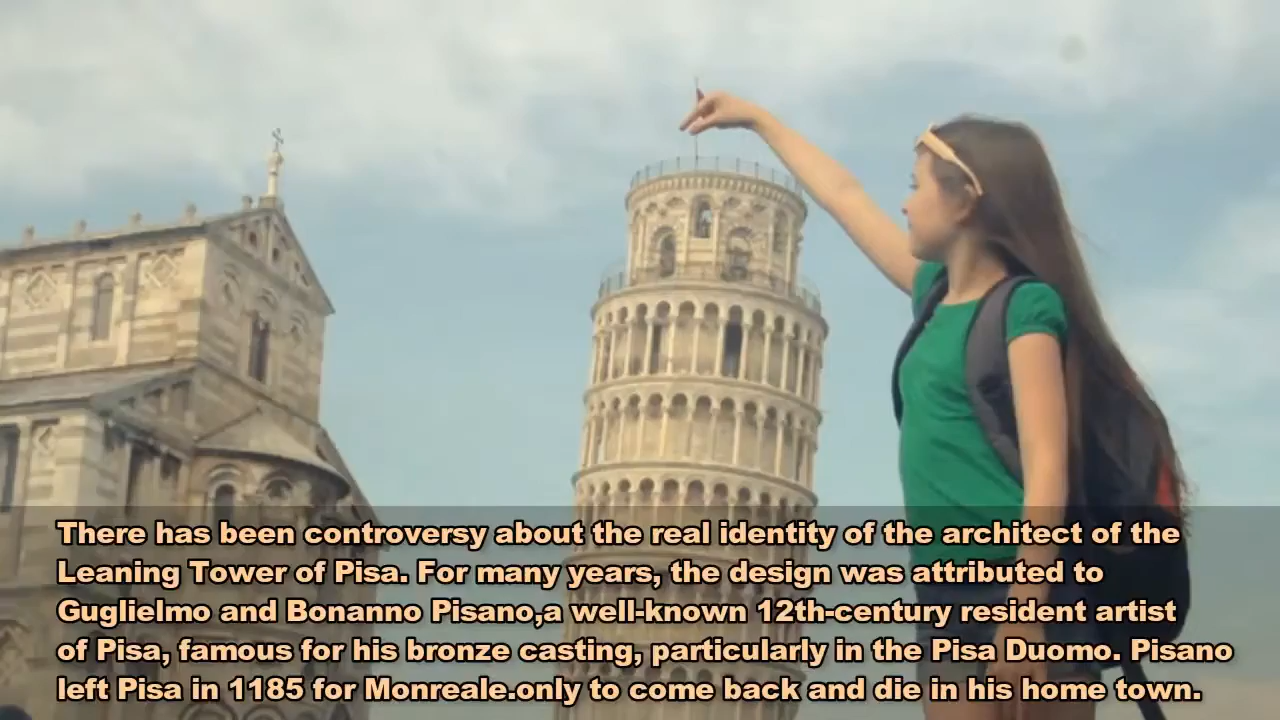 There has been controversy about the real identity of the architect of the
Leaning Tower of Pisa. For many years, the design was attributed to
Guglielmo and Bonanno Pisano,a well-known 12th-century resident artist
of Pisa, famous for his bronze casting, particularly in the Pisa Duomo. Pisano
left Pisa in 1185 for Monreale.only to come back and die in his home town.